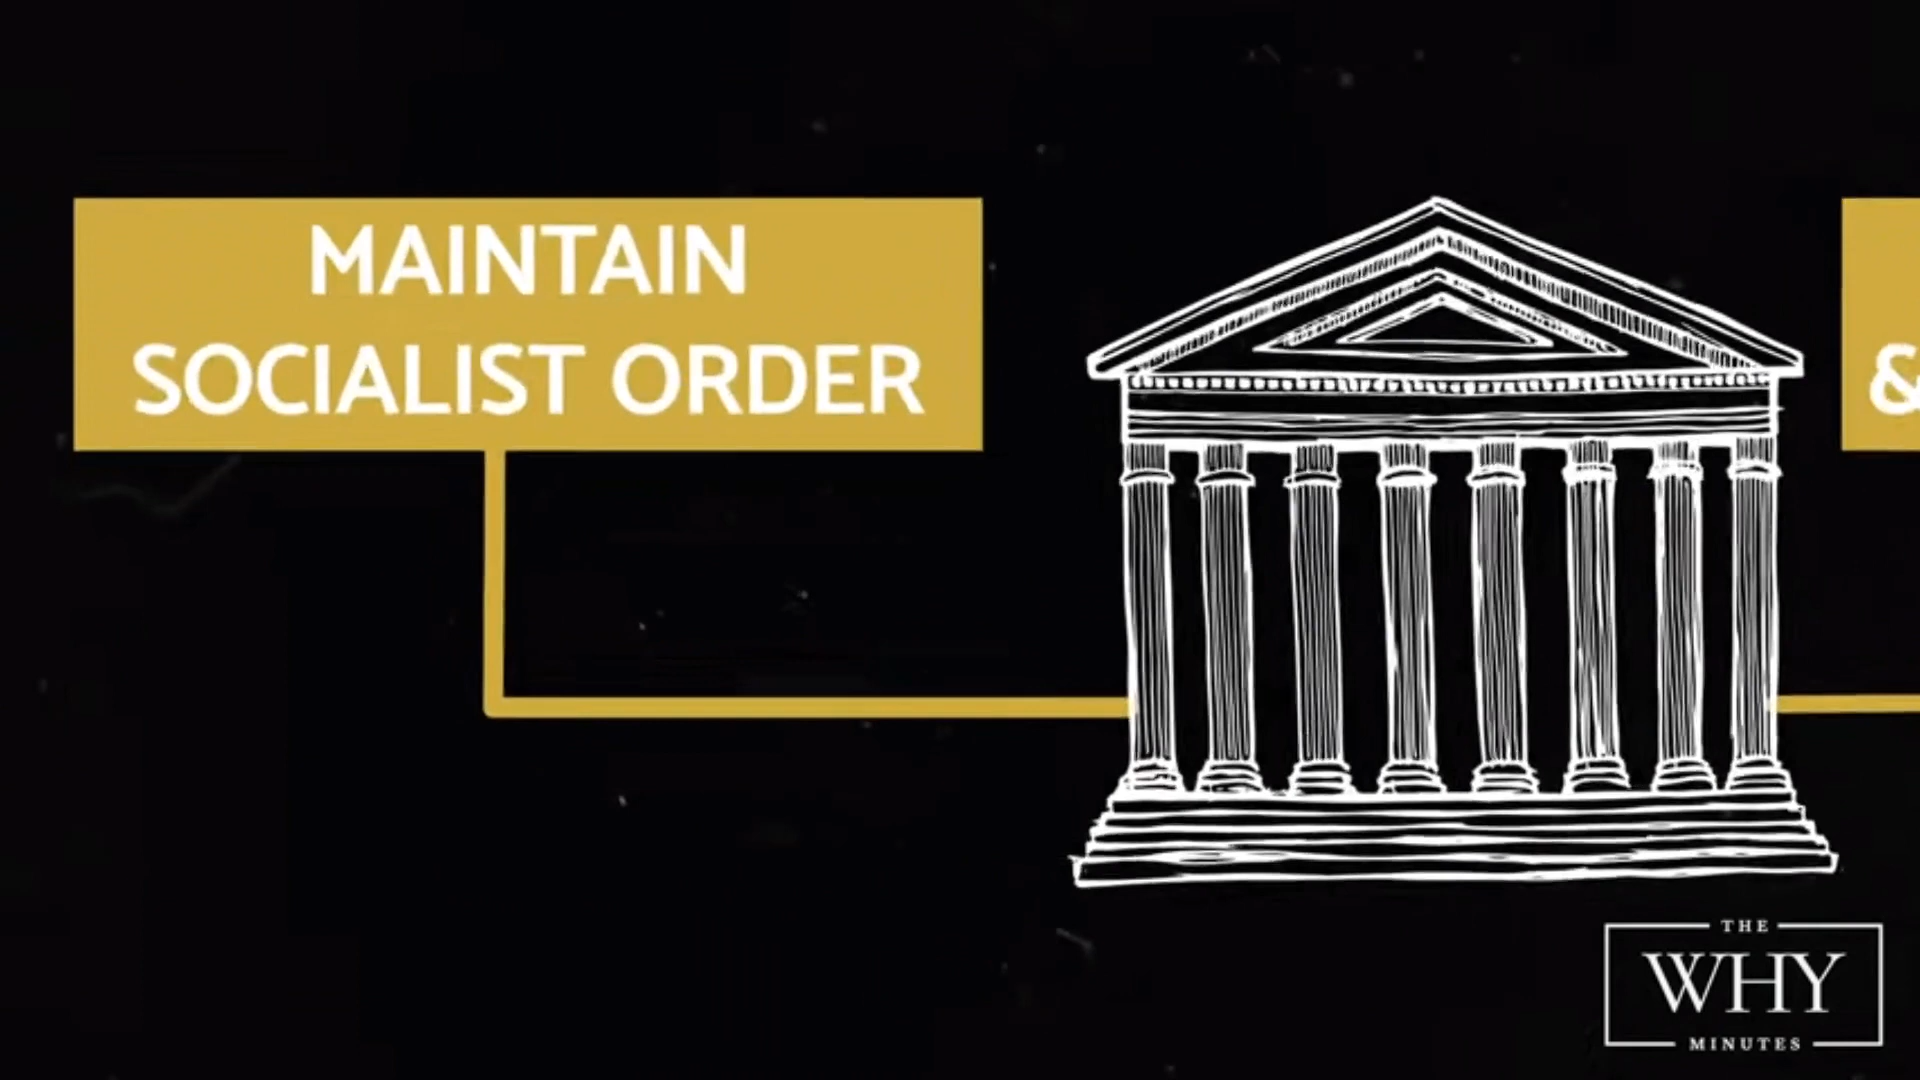 MAINTAIN
SOCIALIST ORDER
&
THE
WHY
MINUTES